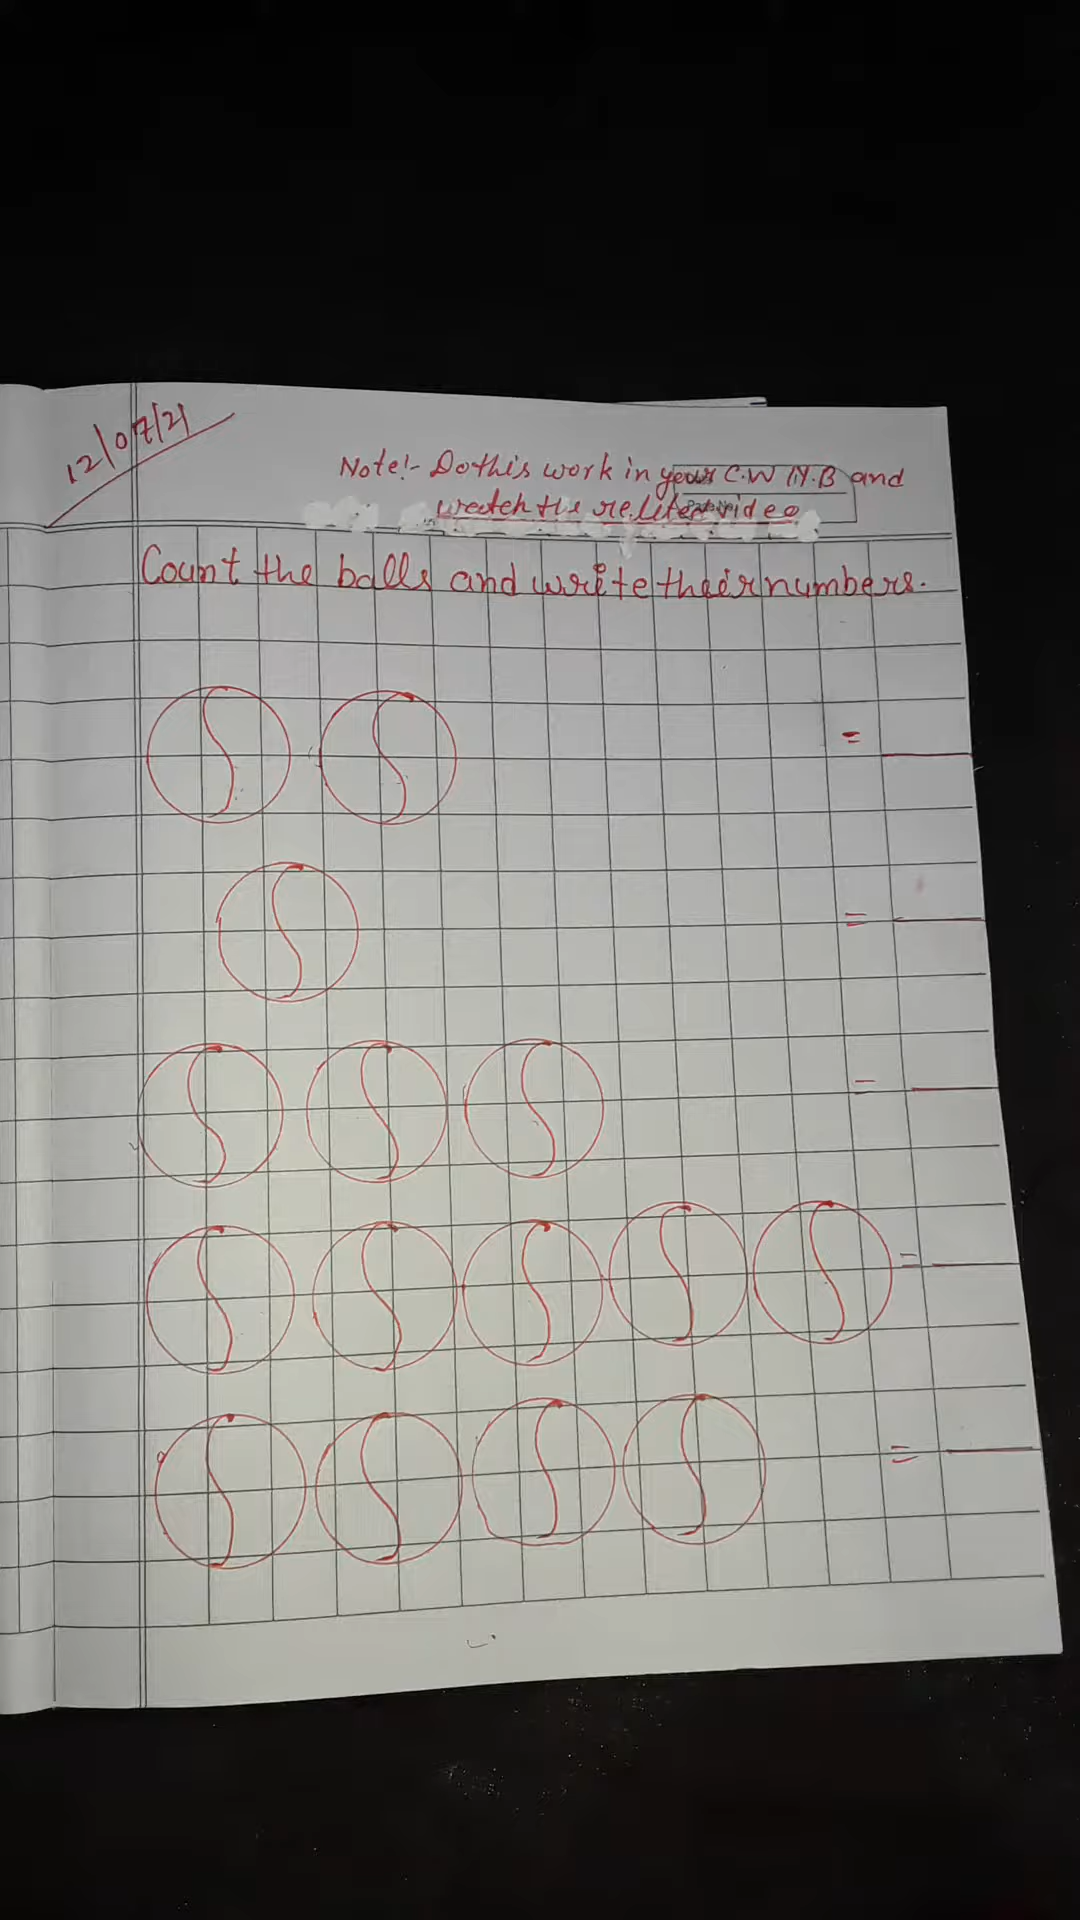 12/07/21
Note:- Do this work in your C.W N.B and
watch the reliter video
Count the balls and write their numbers.
=
=
=
=
=